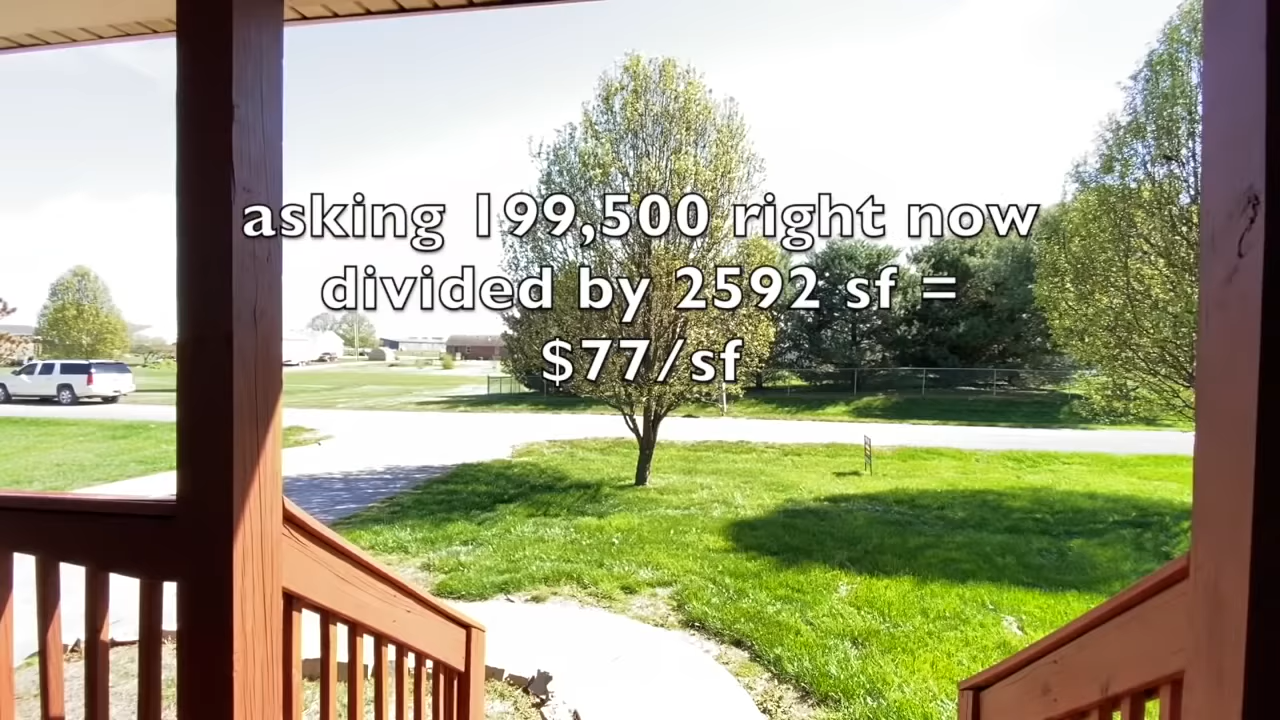 asking 199,500 right now
divided by 2592 sf =
$77/sf